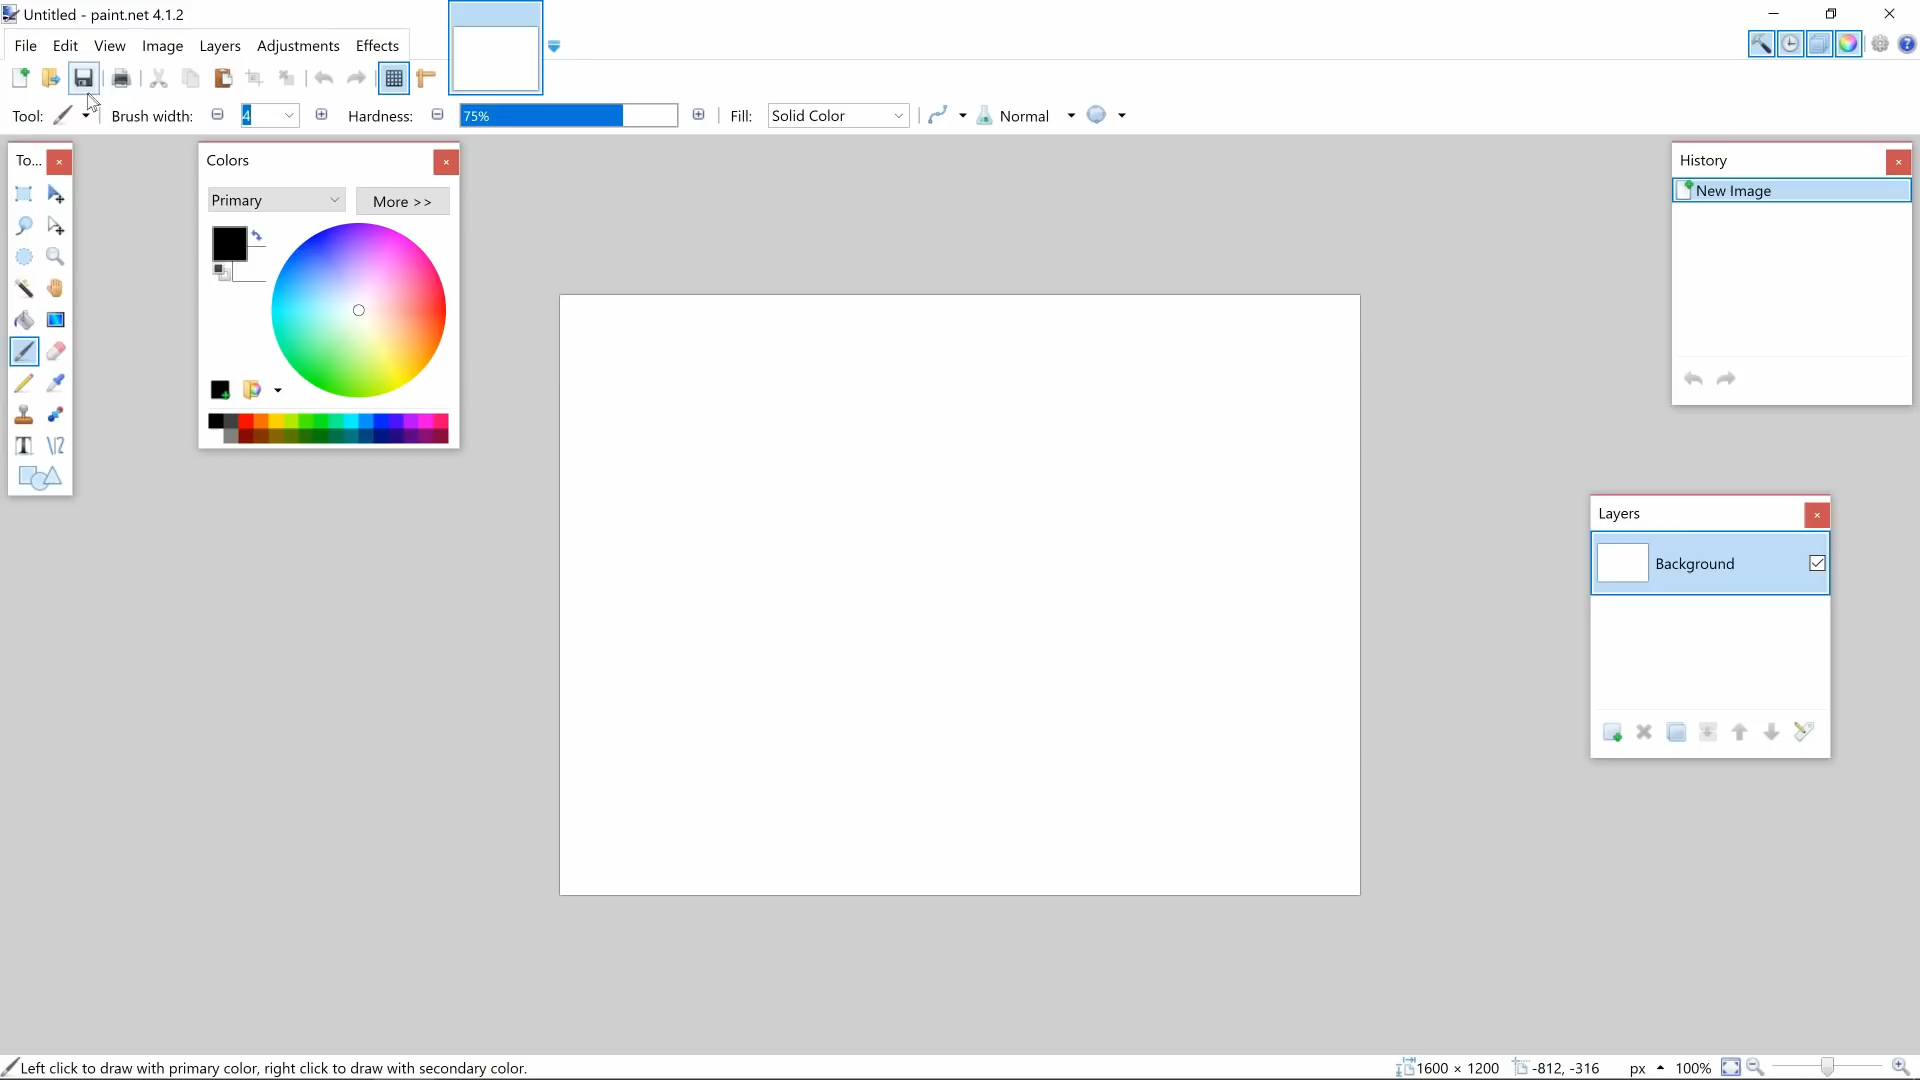 Untitled - paint.net 4.1.2
File Edit View Image Layers Adjustments Effects
Tool: Brush width: 4 Hardness: 75% Fill: Solid Color Normal
To...
Colors
Primary
More >>
History
New Image
Layers
Background
Left click to draw with primary color, right click to draw with secondary color.
1600 × 1200
-812, -316
px
100%